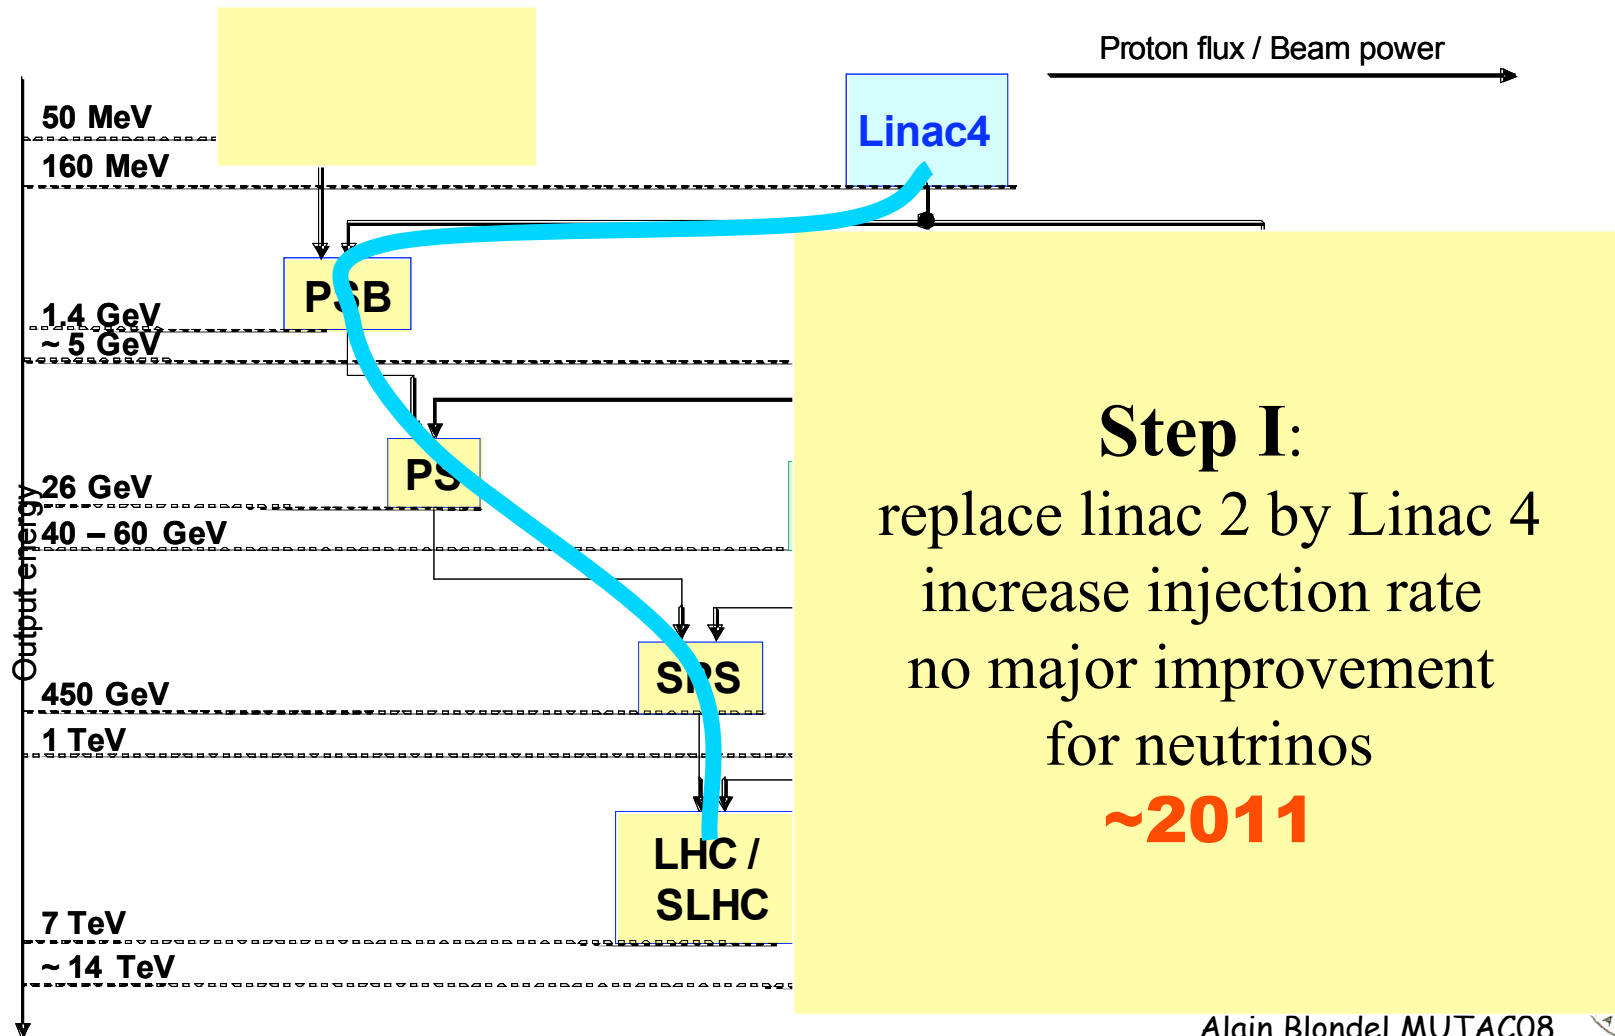 Proton flux / Beam power
50 MeV
Linac4
160 MeV
PSB
1.4 GeV
~ 5 GeV
Step I:
replace linac 2 by Linac 4
increase injection rate
no major improvement
for neutrinos
~2011
PS
26 GeV
40 – 60 GeV
Output energy
SPS
450 GeV
1 TeV
LHC /
SLHC
7 TeV
~ 14 TeV
Alain Blondel MUTAC08